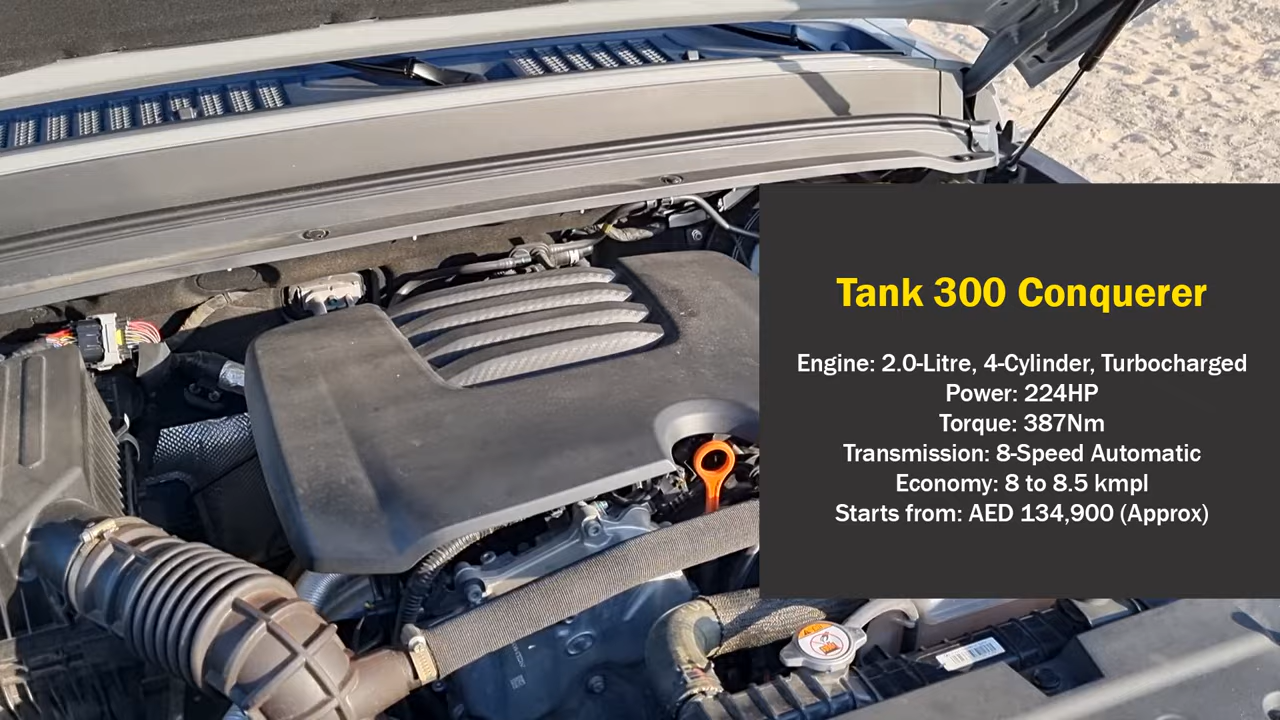 Tank 300 Conquerer
Engine: 2.0-Litre, 4-Cylinder, Turbocharged
Power: 224HP
Torque: 387Nm
Transmission: 8-Speed Automatic
Economy: 8 to 8.5 kmpl
Starts from: AED 134,900 (Approx)